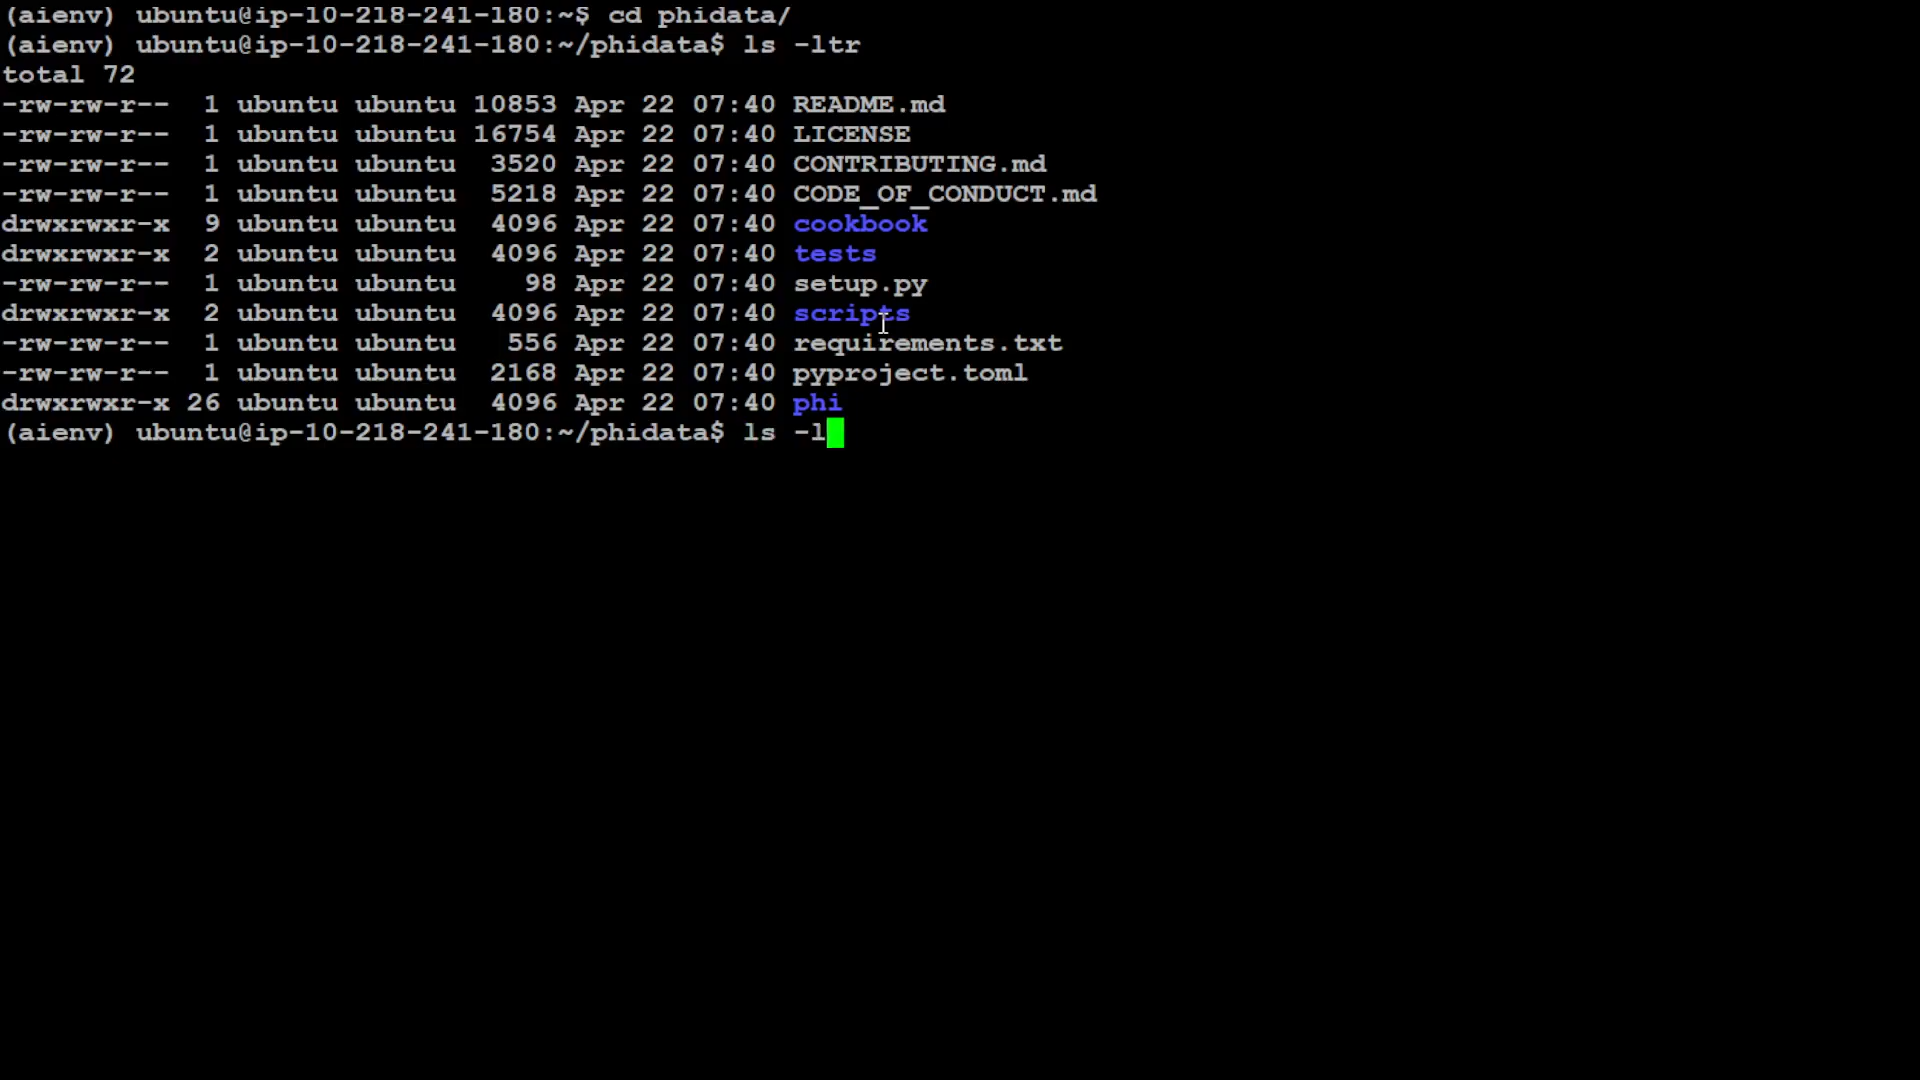 (aienv) ubuntu@ip-10-218-241-180:~$ cd phidata/
(aienv) ubuntu@ip-10-218-241-180:~/phidata$ ls -ltr
total 72
-rw-rw-r--  1 ubuntu ubuntu 10853 Apr 22 07:40 README.md
-rw-rw-r--  1 ubuntu ubuntu 16754 Apr 22 07:40 LICENSE
-rw-rw-r--  1 ubuntu ubuntu  3520 Apr 22 07:40 CONTRIBUTING.md
-rw-rw-r--  1 ubuntu ubuntu  5218 Apr 22 07:40 CODE_OF_CONDUCT.md
drwxrwxr-x  9 ubuntu ubuntu  4096 Apr 22 07:40 cookbook
drwxrwxr-x  2 ubuntu ubuntu  4096 Apr 22 07:40 tests
-rw-rw-r--  1 ubuntu ubuntu    98 Apr 22 07:40 setup.py
drwxrwxr-x  2 ubuntu ubuntu  4096 Apr 22 07:40 scripts
-rw-rw-r--  1 ubuntu ubuntu   556 Apr 22 07:40 requirements.txt
-rw-rw-r--  1 ubuntu ubuntu  2168 Apr 22 07:40 pyproject.toml
drwxrwxr-x 26 ubuntu ubuntu  4096 Apr 22 07:40 phi
(aienv) ubuntu@ip-10-218-241-180:~/phidata$ ls -l